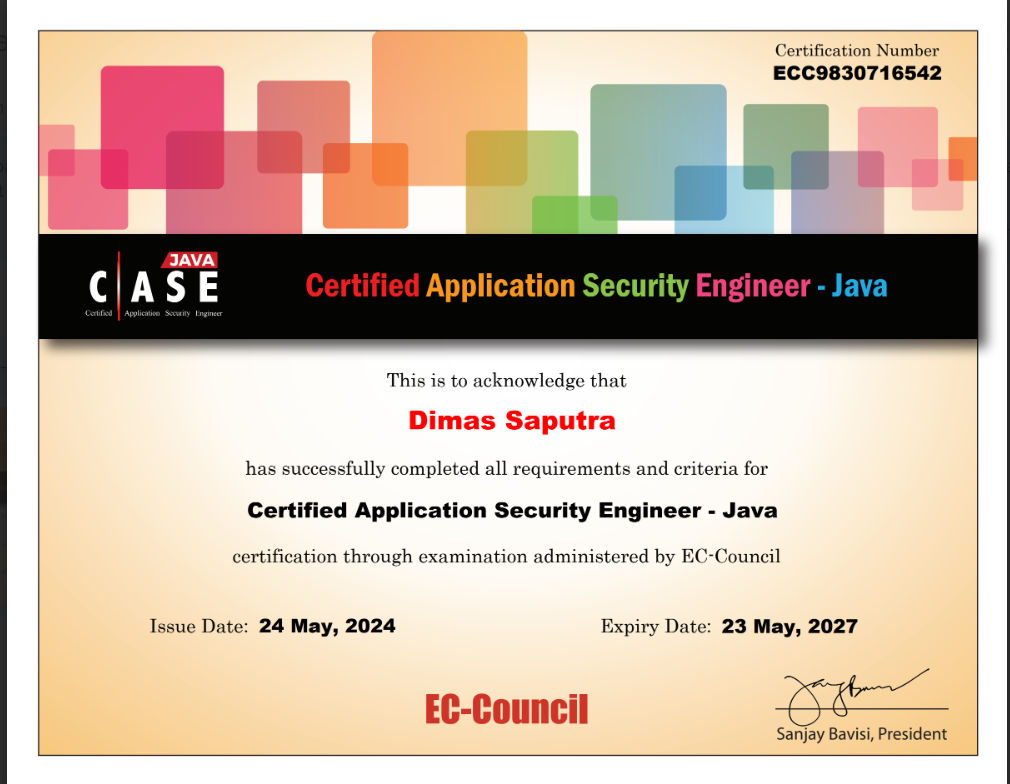 Certification Number
ECC9830716542
JAVA
C ASE
Certified Application Security Engineer
Certified Application Security Engineer - Java
This is to acknowledge that
Dimas Saputra
has successfully completed all requirements and criteria for
Certified Application Security Engineer - Java
certification through examination administered by EC-Council
Issue Date: 24 May, 2024
Expiry Date: 23 May, 2027
EC-Council
Sanjay Bavisi, President